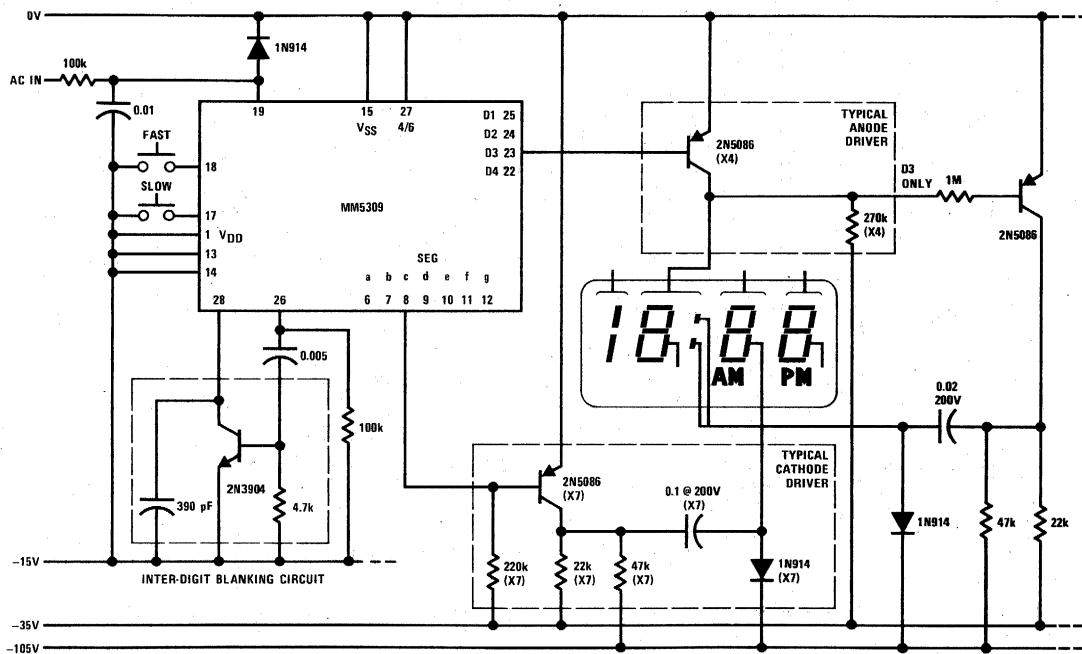 0V
1N914
100k
AC IN
0.01
19
15
VSS
27
4/6
D1 25
D2 24
D3 23
D4 22
TYPICAL
ANODE
DRIVER
2N5086
(X4)
D3
ONLY
1M
2N5086
270k
(X4)
FAST
18
SLOW
17
1 VDD
13
14
MM5309
SEG
a b c d e f g
6 7 8 9 10 11 12
28
26
0.005
100k
2N3904
390 pF
4.7k
-15V
INTER-DIGIT BLANKING CIRCUIT
18:88
AM PM
0.02
200V
TYPICAL
CATHODE
DRIVER
2N5086
(X7)
0.1 @ 200V
(X7)
220k
(X7)
22k
(X7)
47k
(X7)
1N914
(X7)
1N914
47k
22k
-35V
-105V